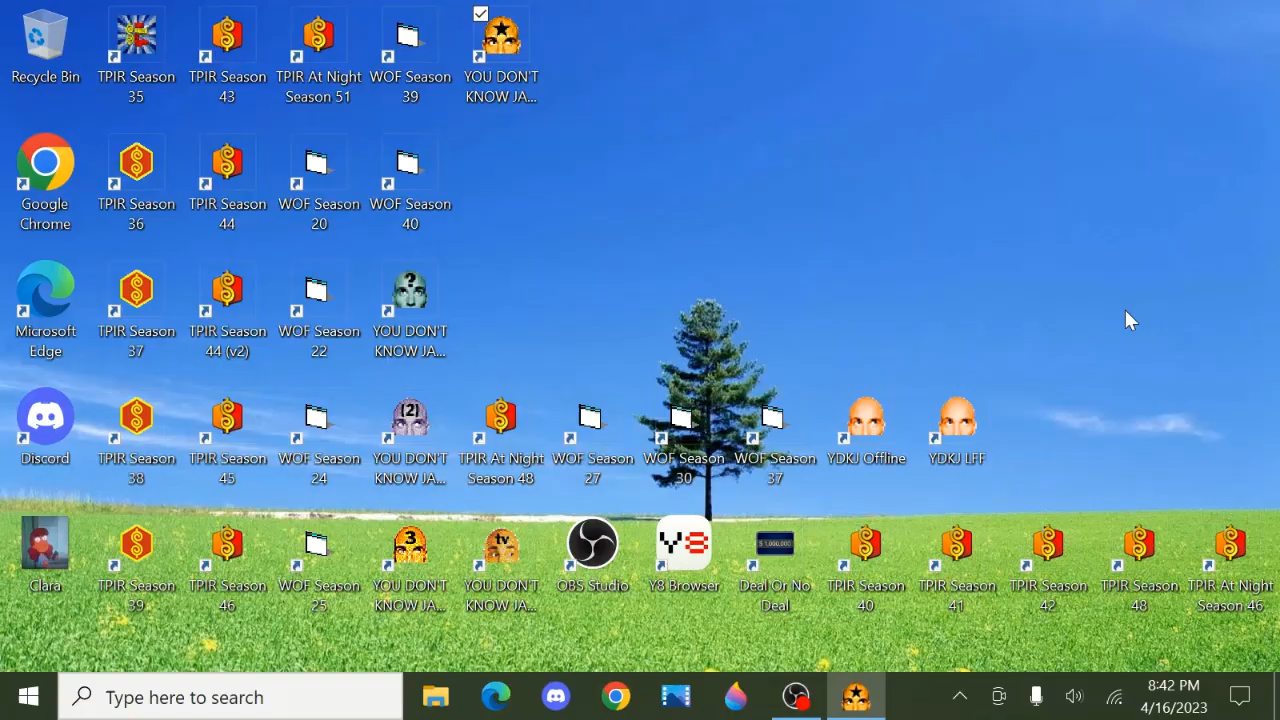 Recycle Bin
TPIR Season
35
TPIR Season
43
TPIR At Night
Season 51
WOF Season
39
YOU DON'T
KNOW JA...
Google
Chrome
TPIR Season
36
TPIR Season
44
WOF Season
20
WOF Season
40
?
Microsoft
Edge
TPIR Season
37
TPIR Season
44 (v2)
WOF Season
22
YOU DON'T
KNOW JA...
(2)
Discord
TPIR Season
38
TPIR Season
45
WOF Season
24
YOU DON'T
KNOW JA...
TPIR At Night
Season 48
WOF Season
27
WOF Season
30
WOF Season
37
YDKJ Offline
YDKJ LFF
3
tv
Y8
$ 1,000,000
Clara
TPIR Season
39
TPIR Season
46
WOF Season
25
YOU DON'T
KNOW JA...
YOU DON'T
KNOW JA...
OBS Studio
Y8 Browser
Deal Or No
Deal
TPIR Season
40
TPIR Season
41
TPIR Season
42
TPIR Season
48
TPIR At Night
Season 46
Type here to search
8:42 PM
4/16/2023